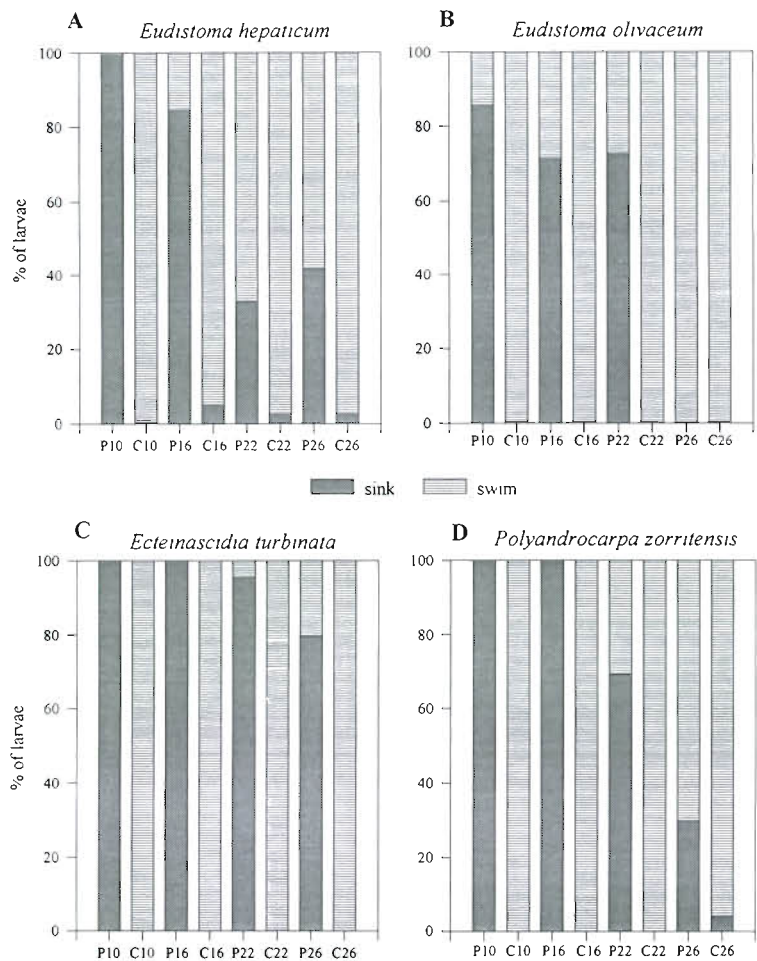 A
Eudistoma hepaticum
% of larvae
100
80
60
40
20
0
P10 C10 P16 C16 P22 C22 P26 C26
B
Eudistoma olivaceum
100
80
60
40
20
0
P10 C10 P16 C16 P22 C22 P26 C26
sink swim
C
Ecteinascidia turbinata
% of larvae
100
80
60
40
20
0
P10 C10 P16 C16 P22 C22 P26 C26
D
Polyandrocarpa zorritensis
100
80
60
40
20
0
P10 C10 P16 C16 P22 C22 P26 C26